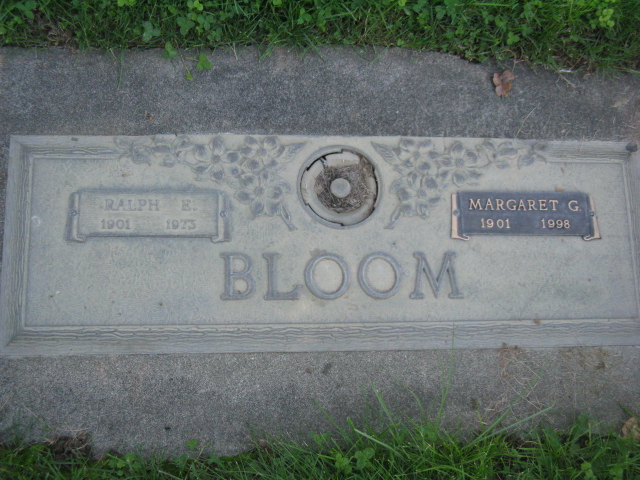 RALPH E.
1901 1973
MARGARET G.
1901 1998
BLOOM